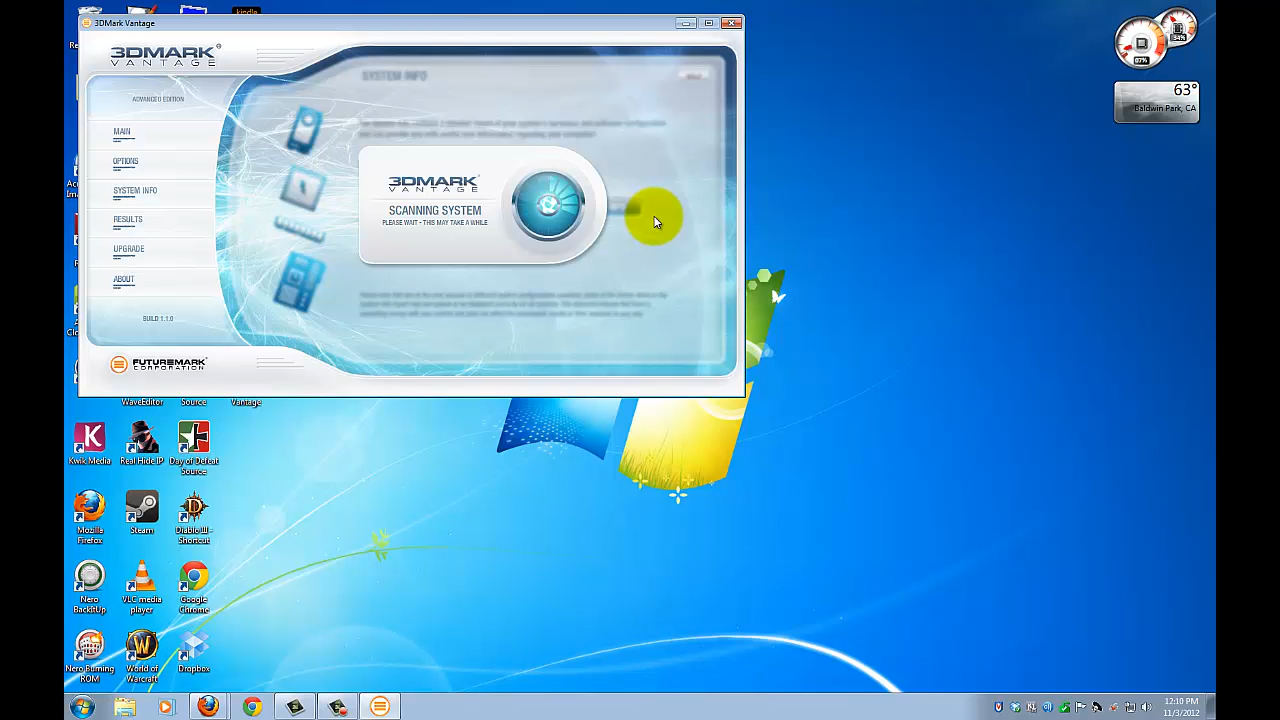 kindle
3DMark Vantage
3DMARK
VANTAGE
ADVANCED EDITION
MAIN
OPTIONS
SYSTEM INFO
RESULTS
UPGRADE
ABOUT
BUILD 1.1.0
FUTUREMARK
CORPORATION
SYSTEM INFO
3DMARK
VANTAGE
SCANNING SYSTEM
PLEASE WAIT - THIS MAY TAKE A WHILE
07%
34%
63°
Baldwin Park, CA
WaveEditor
Source
Vantage
Kwik Media
Real Hide IP
Day of Defeat
Source
Mozilla
Firefox
Steam
Diablo III -
Shortcut
Nero
BackItUp
VLC media
player
Google
Chrome
Nero Burning
ROM
World of
Warcraft
Dropbox
12:10 PM
11/3/2012